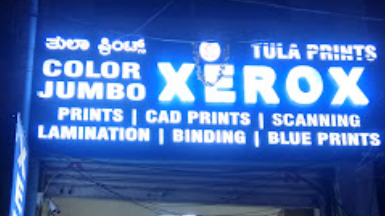 ತುಲಾ ಪ್ರಿಂಟ್ಸ್ TULA PRINTS
COLOR JUMBO XEROX
PRINTS | CAD PRINTS | SCANNING
LAMINATION | BINDING | BLUE PRINTS